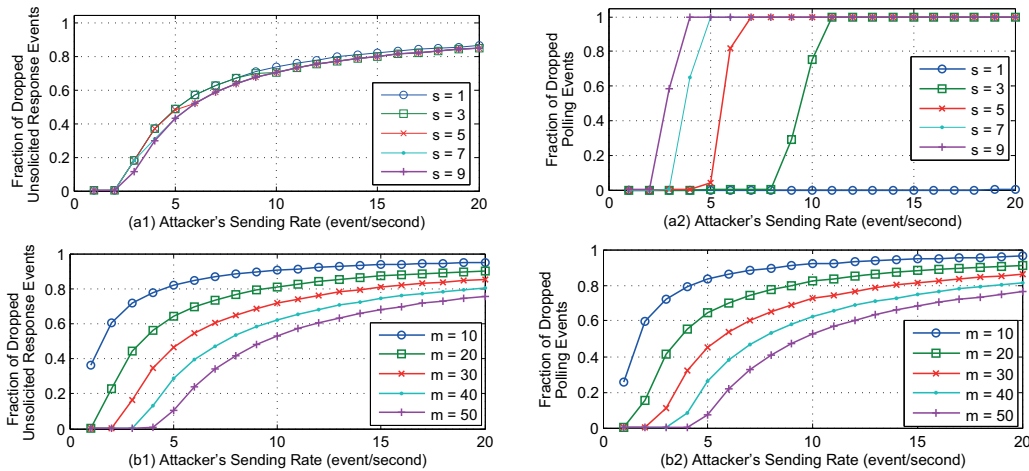 Fraction of Dropped
Unsolicited Response Events
1
0.8
0.6
0.4
0.2
0
0 5 10 15 20
s = 1
s = 3
s = 5
s = 7
s = 9
(a1) Attacker's Sending Rate (event/second)
Fraction of Dropped
Polling Events
1
0.8
0.6
0.4
0.2
0
0 5 10 15 20
s = 1
s = 3
s = 5
s = 7
s = 9
(a2) Attacker's Sending Rate (event/second)
Fraction of Dropped
Unsolicited Response Events
1
0.8
0.6
0.4
0.2
0
0 5 10 15 20
m = 10
m = 20
m = 30
m = 40
m = 50
(b1) Attacker's Sending Rate (event/second)
Fraction of Dropped
Polling Events
1
0.8
0.6
0.4
0.2
0
0 5 10 15 20
m = 10
m = 20
m = 30
m = 40
m = 50
(b2) Attacker's Sending Rate (event/second)